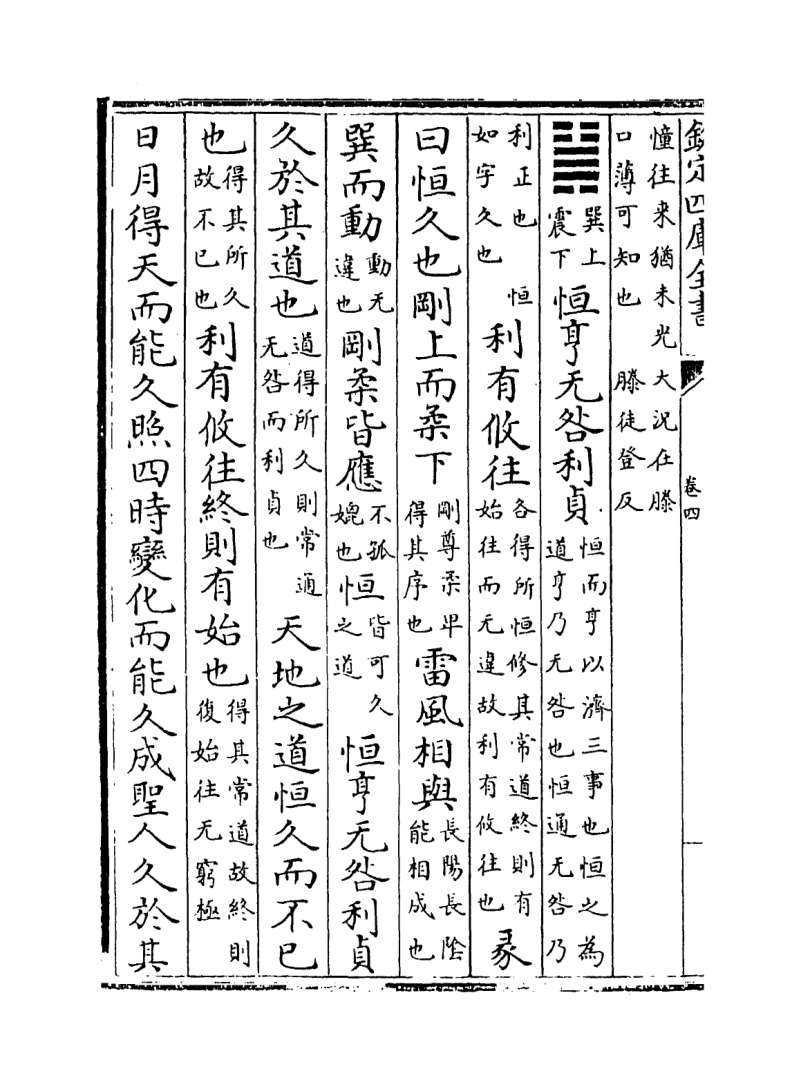 欽定四庫全書 卷四
憧往來猶未光大況在滕口薄可知也 滕徒登反
䷟巽上震下恒亨无咎利貞恒而亨以濟三事也恒之為道亨乃无咎也恒通无咎乃
利正也 恒如字久也利有攸往各得所恒修其常道終則有始往而无違故利有攸往也彖
曰恒久也剛上而柔下剛尊柔卑得其序也雷風相與長陽長陰能相成也
巽而動動无違也剛柔皆應不孤媲也恒皆可久之道恒亨无咎利貞
久於其道也道得所久則常通无咎而利貞也天地之道恒久而不已
也得其所久故不已也利有攸往終則有始也得其常道故終則復始往无窮極
日月得天而能久照四時變化而能久成聖人久於其